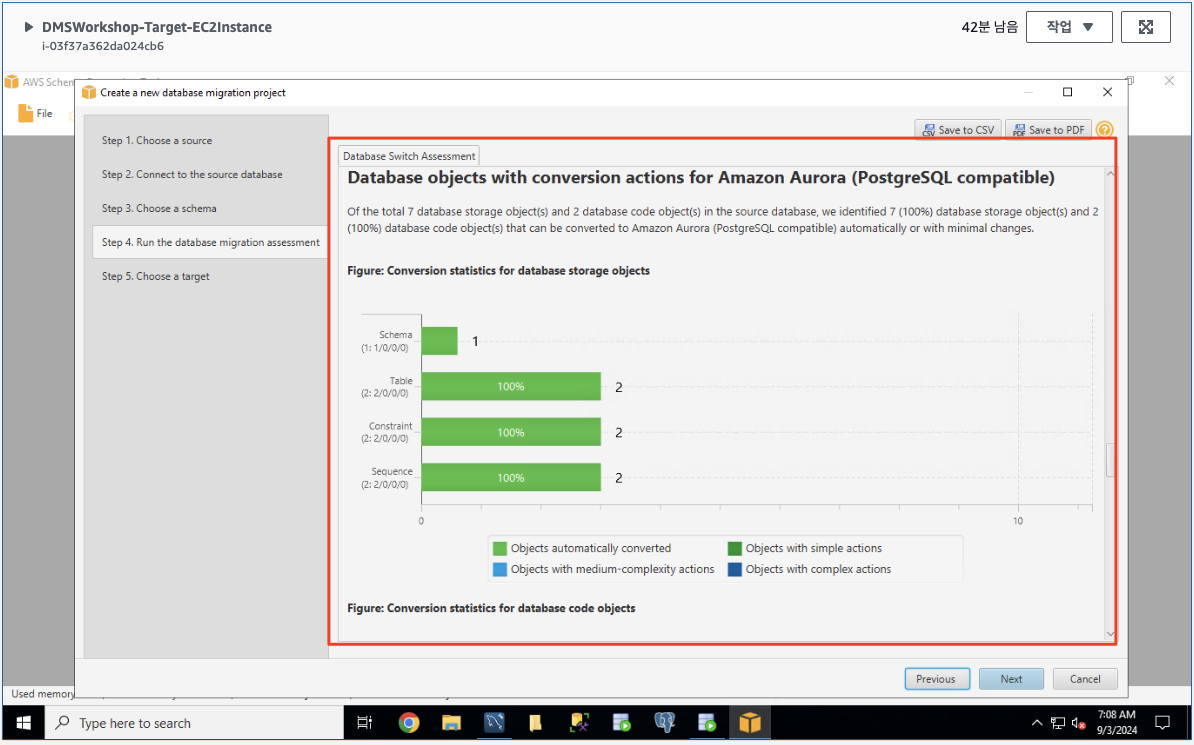 DMSWorkshop-Target-EC2Instance
i-03f37a362da024cb6
42분 남음
작업
AWS Schem
File
Create a new database migration project
Step 1. Choose a source
Step 2. Connect to the source database
Step 3. Choose a schema
Step 4. Run the database migration assessment
Step 5. Choose a target
CSV Save to CSV
PDF Save to PDF
?
Database Switch Assessment
Database objects with conversion actions for Amazon Aurora (PostgreSQL compatible)
Of the total 7 database storage object(s) and 2 database code object(s) in the source database, we identified 7 (100%) database storage object(s) and 2
(100%) database code object(s) that can be converted to Amazon Aurora (PostgreSQL compatible) automatically or with minimal changes.
Figure: Conversion statistics for database storage objects
Schema
(1: 1/0/0/0)
1
Table
(2: 2/0/0/0)
100%
2
Constraint
(2: 2/0/0/0)
100%
2
Sequence
(2: 2/0/0/0)
100%
2
0
10
Objects automatically converted
Objects with simple actions
Objects with medium-complexity actions
Objects with complex actions
Figure: Conversion statistics for database code objects
Previous
Next
Cancel
Used memory
Type here to search
7:08 AM
9/3/2024